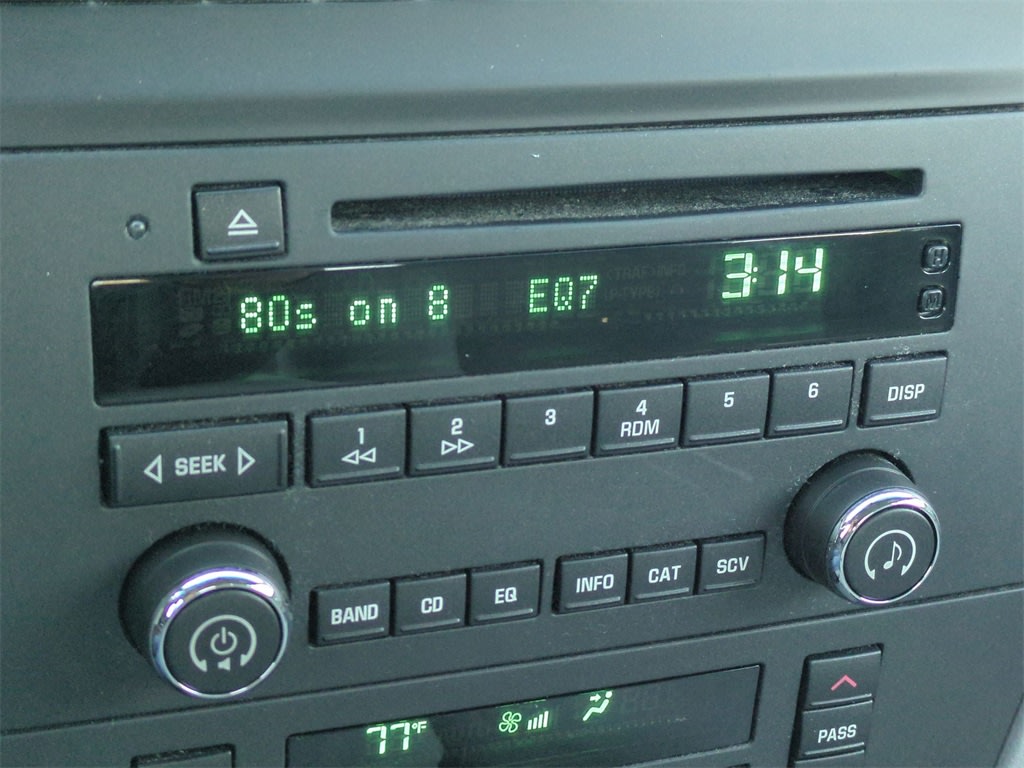 80s on 8 EQ7 3:14
H
M
SEEK 1 2 3 4 RDM 5 6 DISP
BAND CD EQ INFO CAT SCV
77°F
PASS